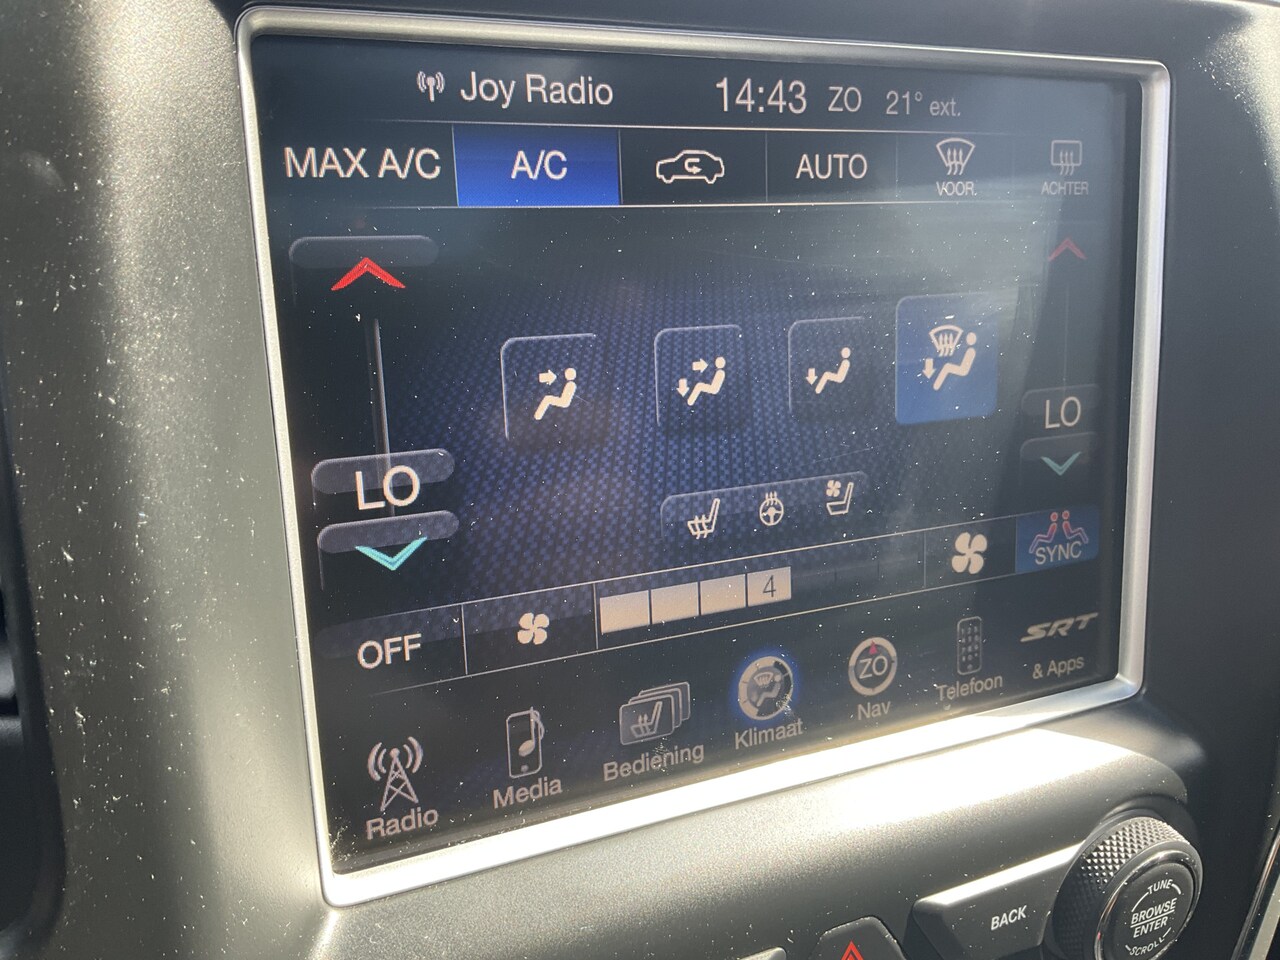 Joy Radio 14:43 ZO 21° ext.
MAX A/C A/C AUTO VOOR. ACHTER
LO LO
SYNC
4
OFF
SRT
& Apps
Radio Media Bediening Klimaat Nav Telefoon
ZO
BACK
TUNE
BROWSE
ENTER
SCROLL